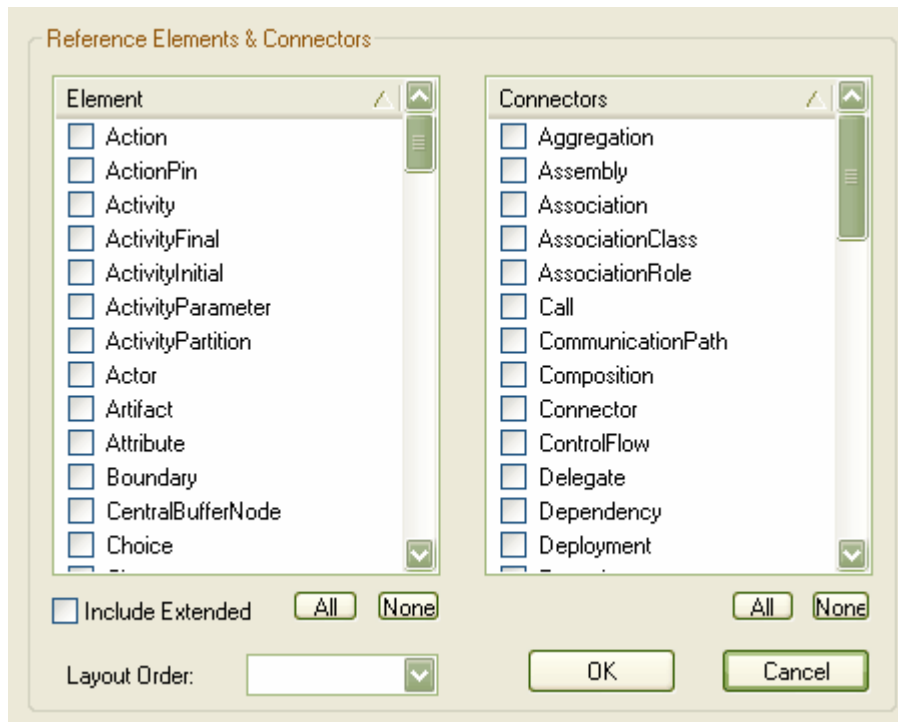 Reference Elements & Connectors
Element
Action
ActionPin
Activity
ActivityFinal
ActivityInitial
ActivityParameter
ActivityPartition
Actor
Artifact
Attribute
Boundary
CentralBufferNode
Choice
Include Extended
All
None
Layout Order:
Connectors
Aggregation
Assembly
Association
AssociationClass
AssociationRole
Call
CommunicationPath
Composition
Connector
ControlFlow
Delegate
Dependency
Deployment
All
None
OK
Cancel